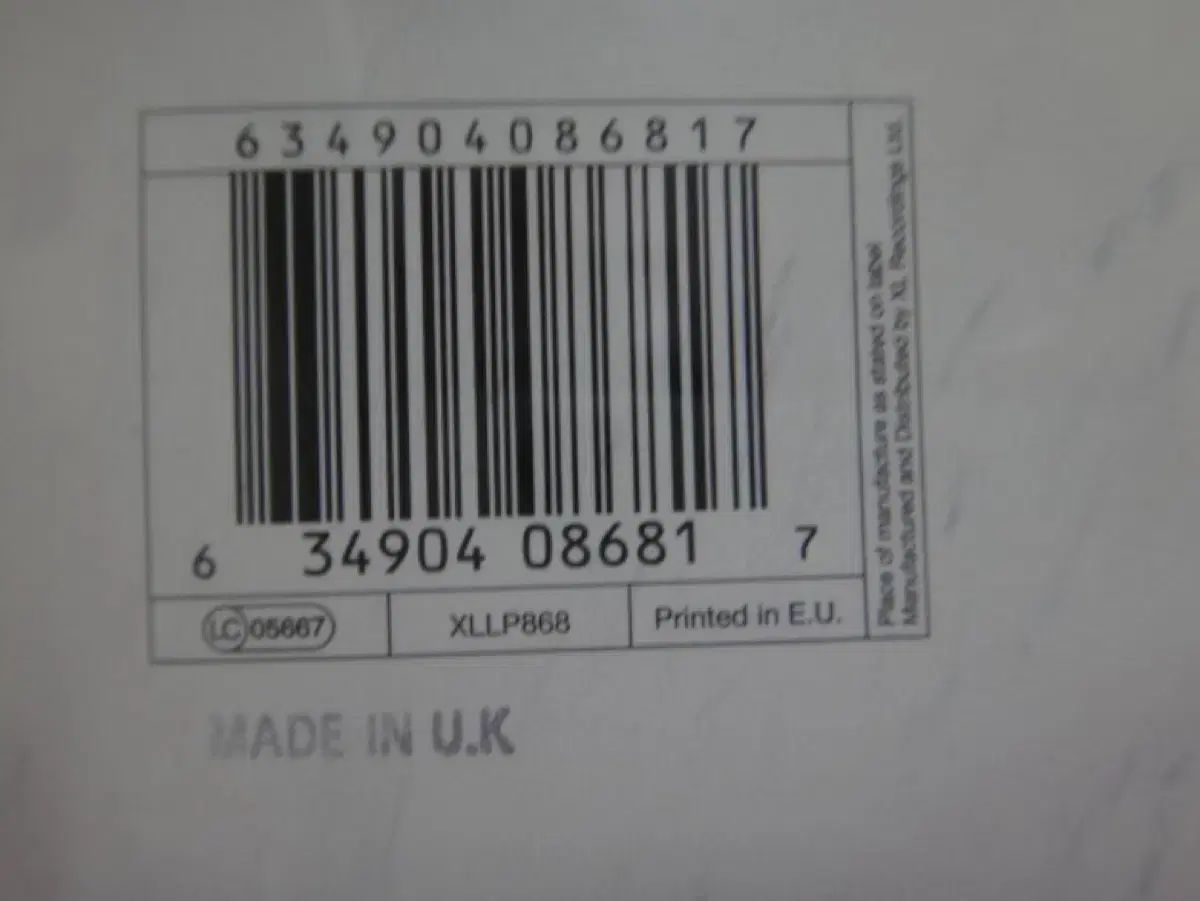 634904086817
6 34904 08681 7
LC 05667
XLLP868
Printed in E.U.
Place of manufacture as stated on label
Manufactured and Distributed by XL Recordings Ltd.
MADE IN U.K